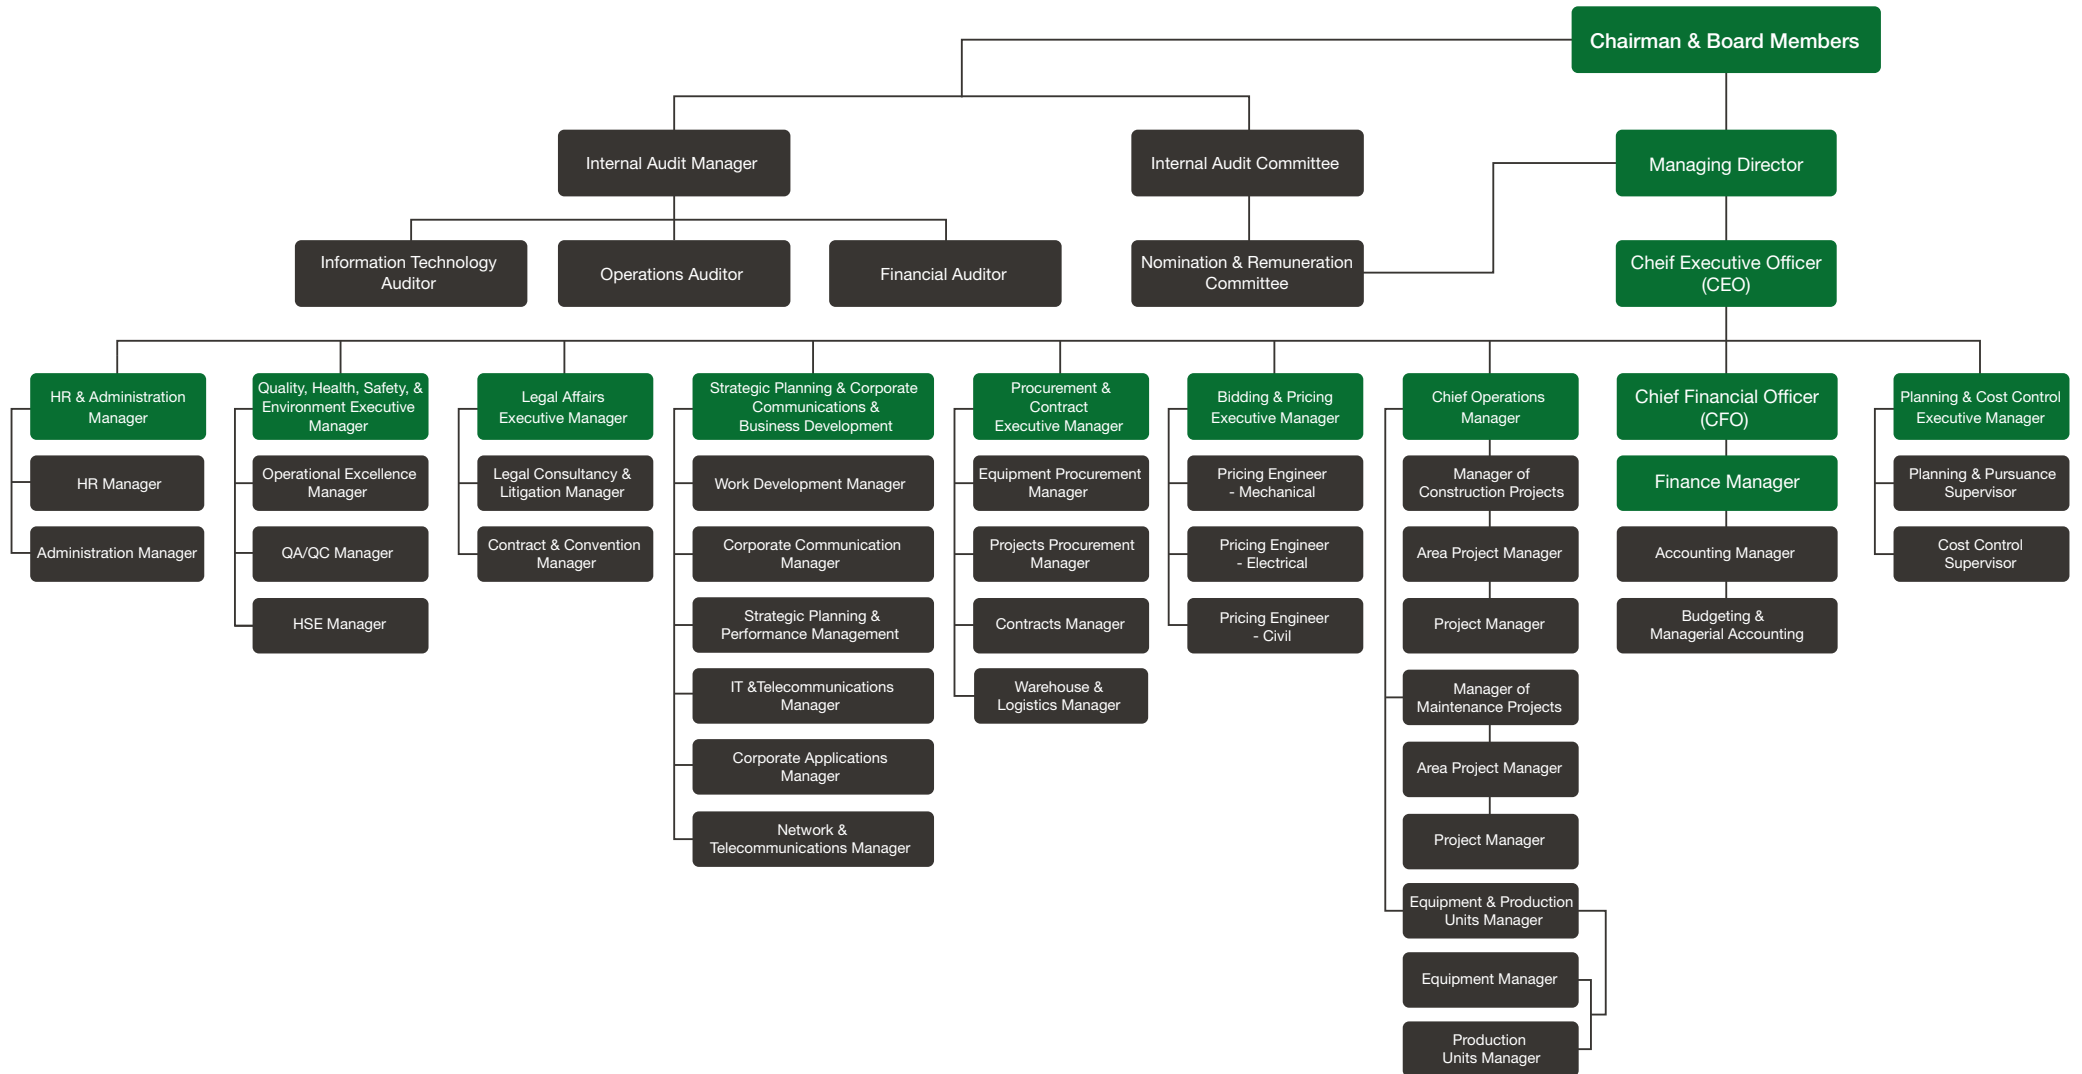 Chairman & Board Members
Internal Audit Manager
Internal Audit Committee
Managing Director
Information Technology
Auditor
Operations Auditor
Financial Auditor
Nomination & Remuneration
Committee
Cheif Executive Officer
(CEO)
HR & Administration
Manager
HR Manager
Administration Manager
Quality, Health, Safety, &
Environment Executive
Manager
Operational Excellence
Manager
QA/QC Manager
HSE Manager
Legal Affairs
Executive Manager
Legal Consultancy &
Litigation Manager
Contract & Convention
Manager
Strategic Planning & Corporate
Communications &
Business Development
Work Development Manager
Corporate Communication
Manager
Strategic Planning &
Performance Management
IT &Telecommunications
Manager
Corporate Applications
Manager
Network &
Telecommunications Manager
Procurement &
Contract
Executive Manager
Equipment Procurement
Manager
Projects Procurement
Manager
Contracts Manager
Warehouse &
Logistics Manager
Bidding & Pricing
Executive Manager
Pricing Engineer
- Mechanical
Pricing Engineer
- Electrical
Pricing Engineer
- Civil
Chief Operations
Manager
Manager of
Construction Projects
Area Project Manager
Project Manager
Manager of
Maintenance Projects
Area Project Manager
Project Manager
Equipment & Production
Units Manager
Equipment Manager
Production
Units Manager
Chief Financial Officer
(CFO)
Finance Manager
Accounting Manager
Budgeting &
Managerial Accounting
Planning & Cost Control
Executive Manager
Planning & Pursuance
Supervisor
Cost Control
Supervisor